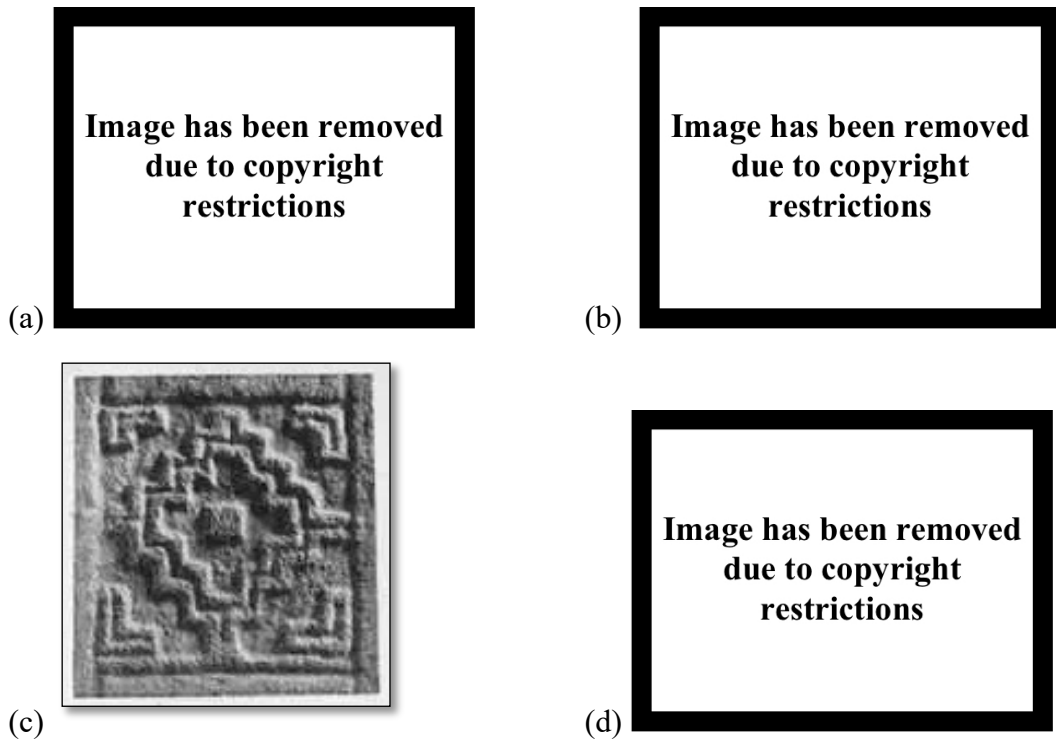 Image has been removed
due to copyright
restrictions
(a)
Image has been removed
due to copyright
restrictions
(b)
(c)
Image has been removed
due to copyright
restrictions
(d)